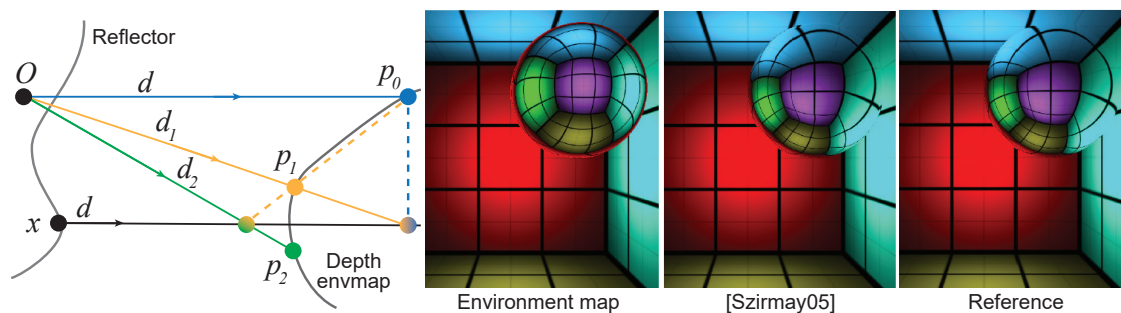 Reflector
O
d
p0
d1
p1
d2
x
d
p2
Depth
envmap
Environment map
[Szirmay05]
Reference